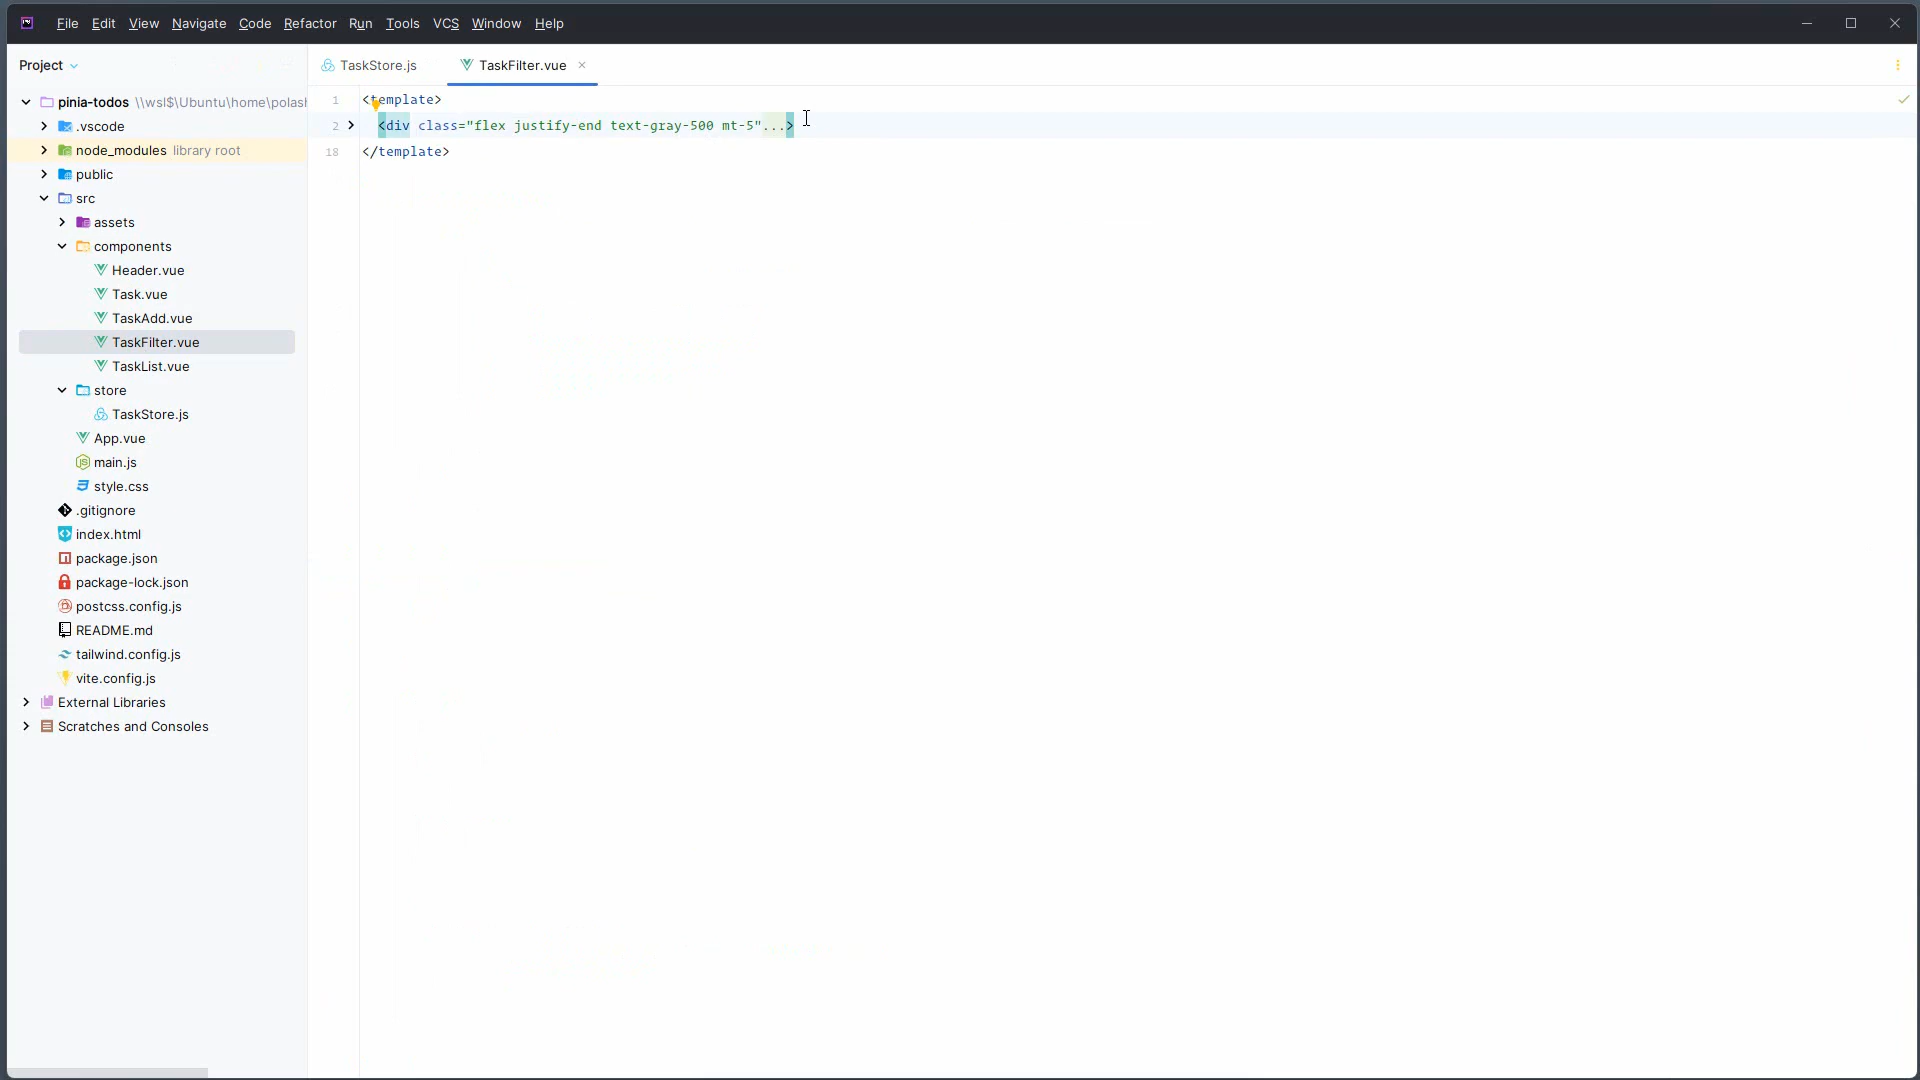 File Edit View Navigate Code Refactor Run Tools VCS Window Help
Project
TaskStore.js
TaskFilter.vue
pinia-todos \\wsl$\Ubuntu\home\polash
.vscode
node_modules library root
public
src
assets
components
Header.vue
Task.vue
TaskAdd.vue
TaskFilter.vue
TaskList.vue
store
TaskStore.js
App.vue
main.js
style.css
.gitignore
index.html
package.json
package-lock.json
postcss.config.js
README.md
tailwind.config.js
vite.config.js
External Libraries
Scratches and Consoles
1 <template>
2 <div class="flex justify-end text-gray-500 mt-5"...>
18 </template>